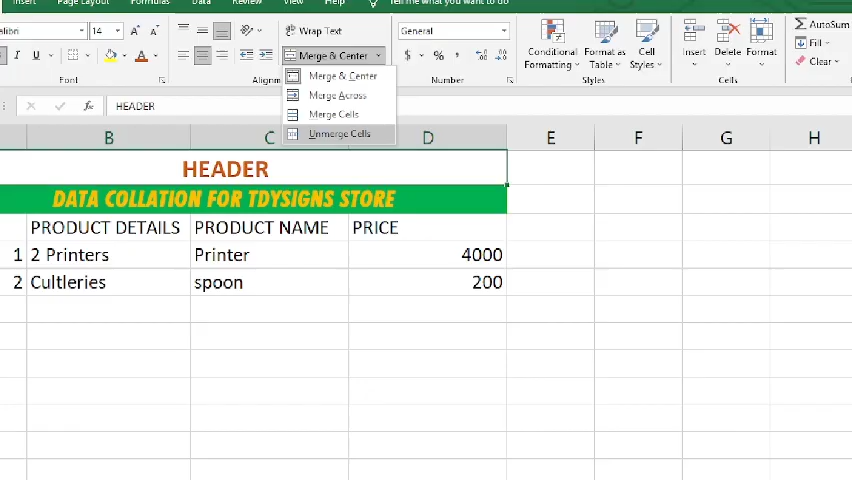 Insert Page Layout Formulas Data Review View Help Tell me what you want to do
14 A A Wrap Text General AutoSum
I U A Merge & Center $ % Conditional Formatting Format as Table Cell Styles Insert Delete Format Fill
Clear
Font Number Styles Cells
Merge & Center
Merge Across
Merge Cells
Unmerge Cells
fx HEADER
B C D E F G H
HEADER
DATA COLLATION FOR TDYSIGNS STORE
PRODUCT DETAILS PRODUCT NAME PRICE
1 2 Printers Printer 4000
2 Cultleries spoon 200